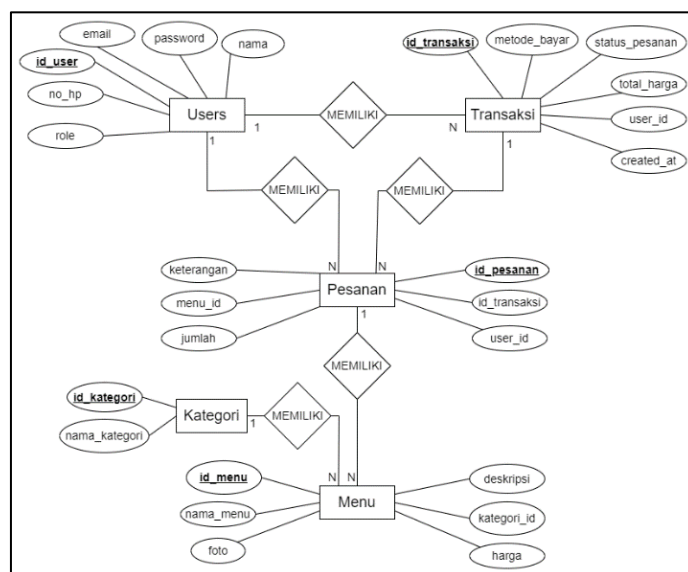 email
password
nama
id_user
no_hp
role
Users
1
MEMILIKI
N
Transaksi
id_transaksi
metode_bayar
status_pesanan
total_harga
user_id
created_at
1
MEMILIKI
N
1
MEMILIKI
N
keterangan
menu_id
jumlah
Pesanan
id_pesanan
id_transaksi
user_id
1
MEMILIKI
N
id_kategori
nama_kategori
Kategori
1
MEMILIKI
N
id_menu
nama_menu
foto
Menu
deskripsi
kategori_id
harga